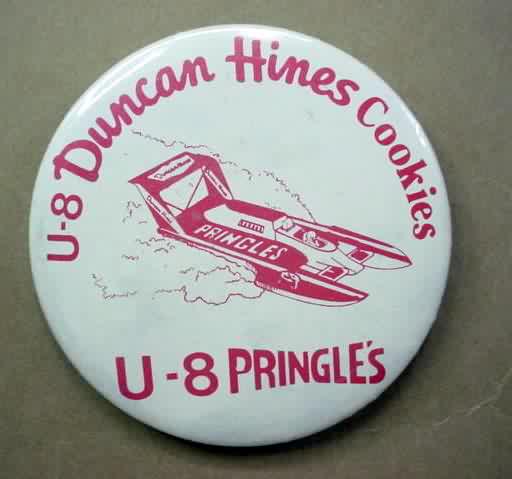 U-8 Duncan Hines Cookies
PRINGLES
U-8 PRINGLE'S